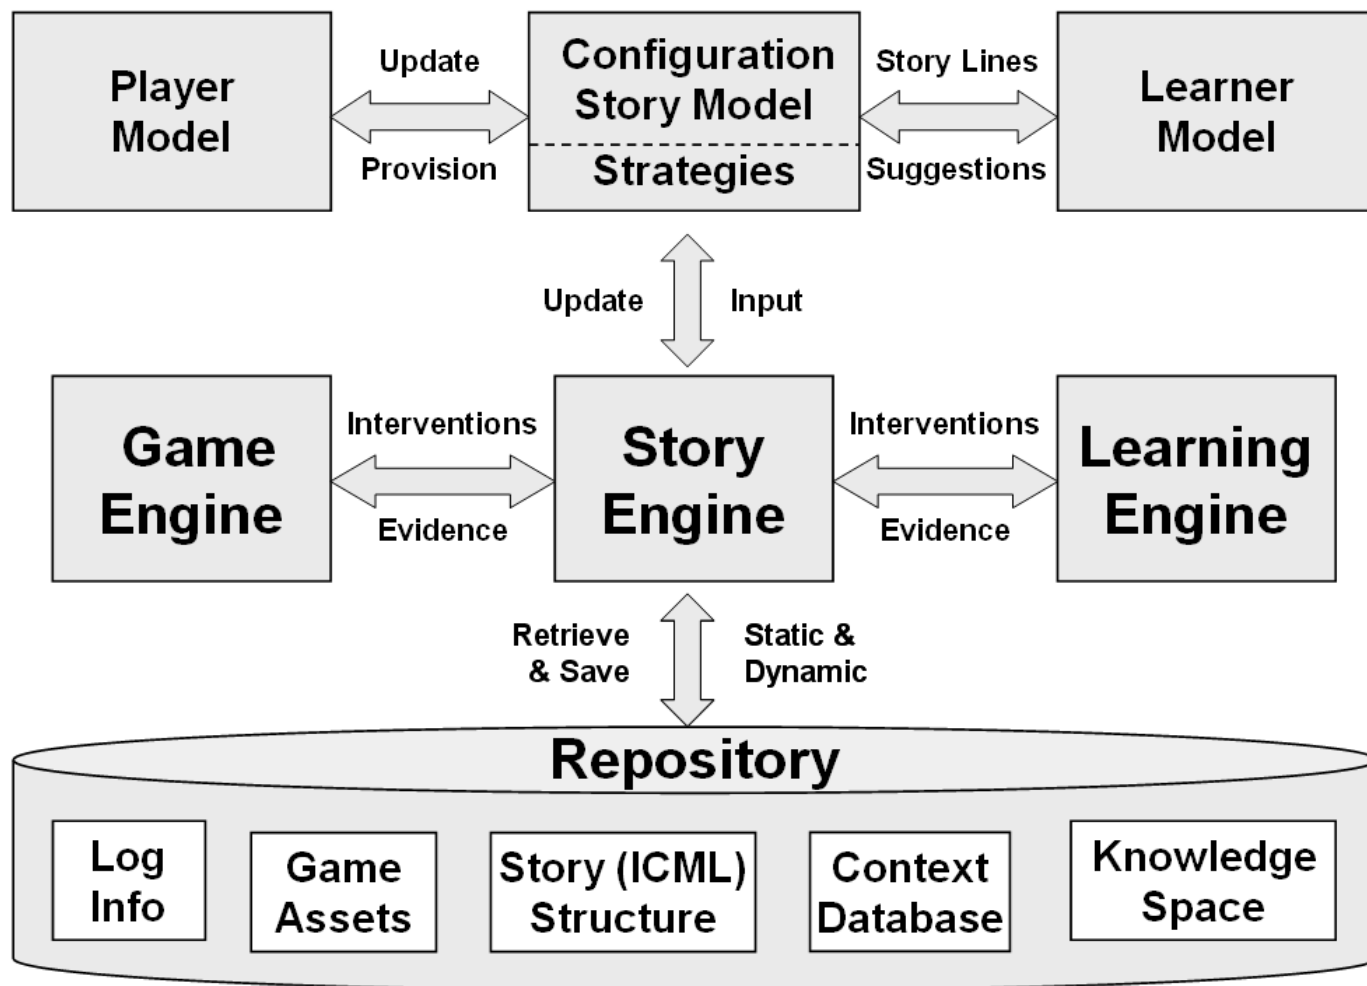 Player
Model
Update
Provision
Configuration
Story Model
Strategies
Story Lines
Suggestions
Learner
Model
Update
Input
Game
Engine
Interventions
Evidence
Story
Engine
Interventions
Evidence
Learning
Engine
Retrieve
& Save
Static &
Dynamic
Repository
Log
Info
Game
Assets
Story (ICML)
Structure
Context
Database
Knowledge
Space